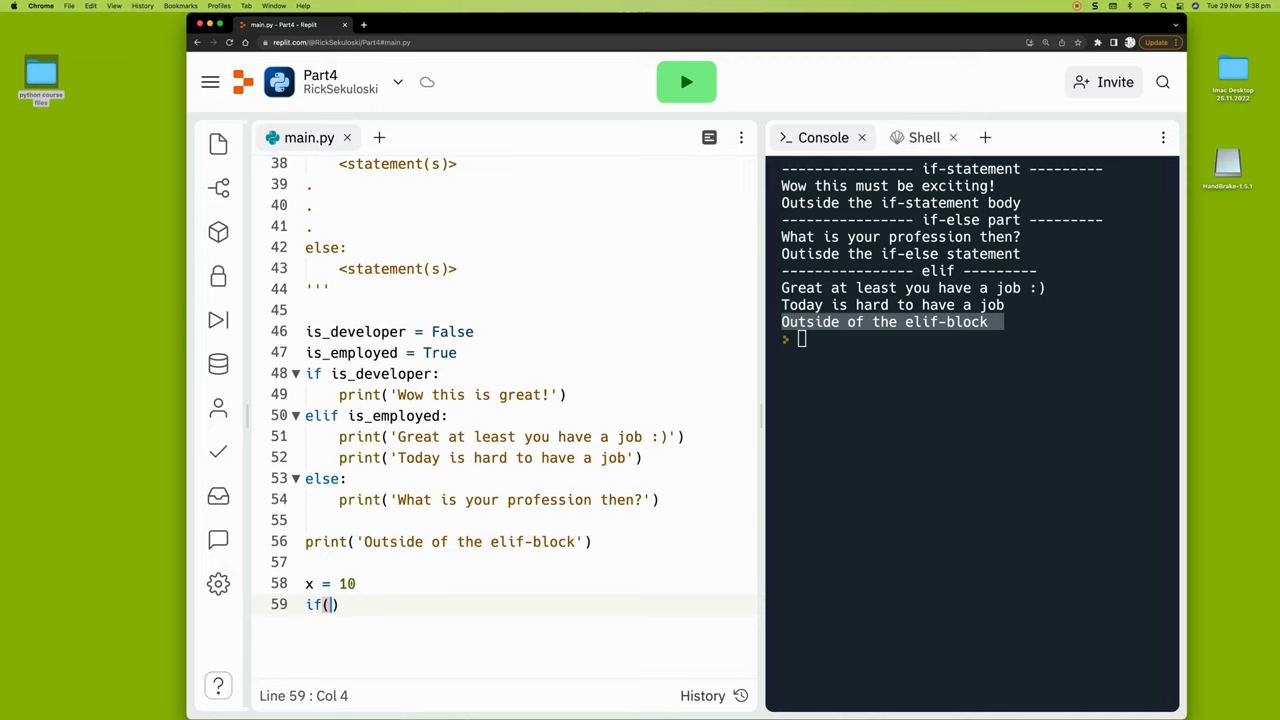 Chrome File Edit View History Bookmarks Profiles Tab Window Help
Tue 29 Nov 9:38 pm
main.py - Part4 - Replit
replit.com/@RickSekuloski/Part4#main.py
Update
Part4
RickSekuloski
Invite
python course
files
Imac Desktop
25.11.2022
HandBrake-1.5.1
main.py
38 <statement(s)>
39 .
40 .
41 .
42 else:
43 <statement(s)>
44 '''
45
46 is_developer = False
47 is_employed = True
48 if is_developer:
49 print('Wow this is great!')
50 elif is_employed:
51 print('Great at least you have a job :)')
52 print('Today is hard to have a job')
53 else:
54 print('What is your profession then?')
55
56 print('Outside of the elif-block')
57
58 x = 10
59 if()
Line 59 : Col 4
History
?
>_ Console
Shell
---------------- if-statement ---------
Wow this must be exciting!
Outside the if-statement body
---------------- if-else part ---------
What is your profession then?
Outisde the if-else statement
---------------- elif ---------
Great at least you have a job :)
Today is hard to have a job
Outside of the elif-block
>